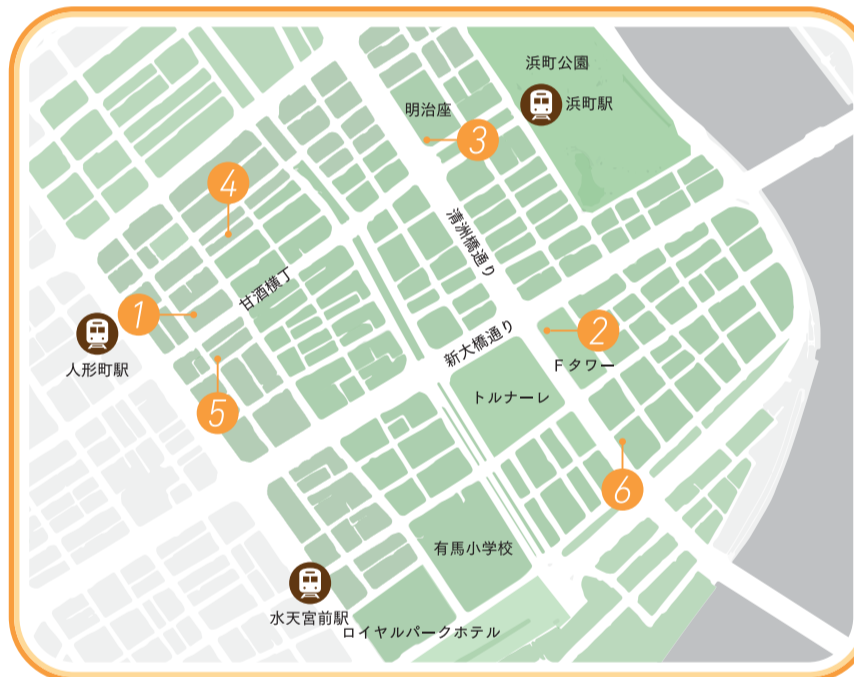 浜町公園
浜町駅
明治座
3
4
清洲橋通り
甘酒横丁
1
人形町駅
2
新大橋通り
Fタワー
トルナーレ
5
6
有馬小学校
水天宮前駅
ロイヤルパークホテル